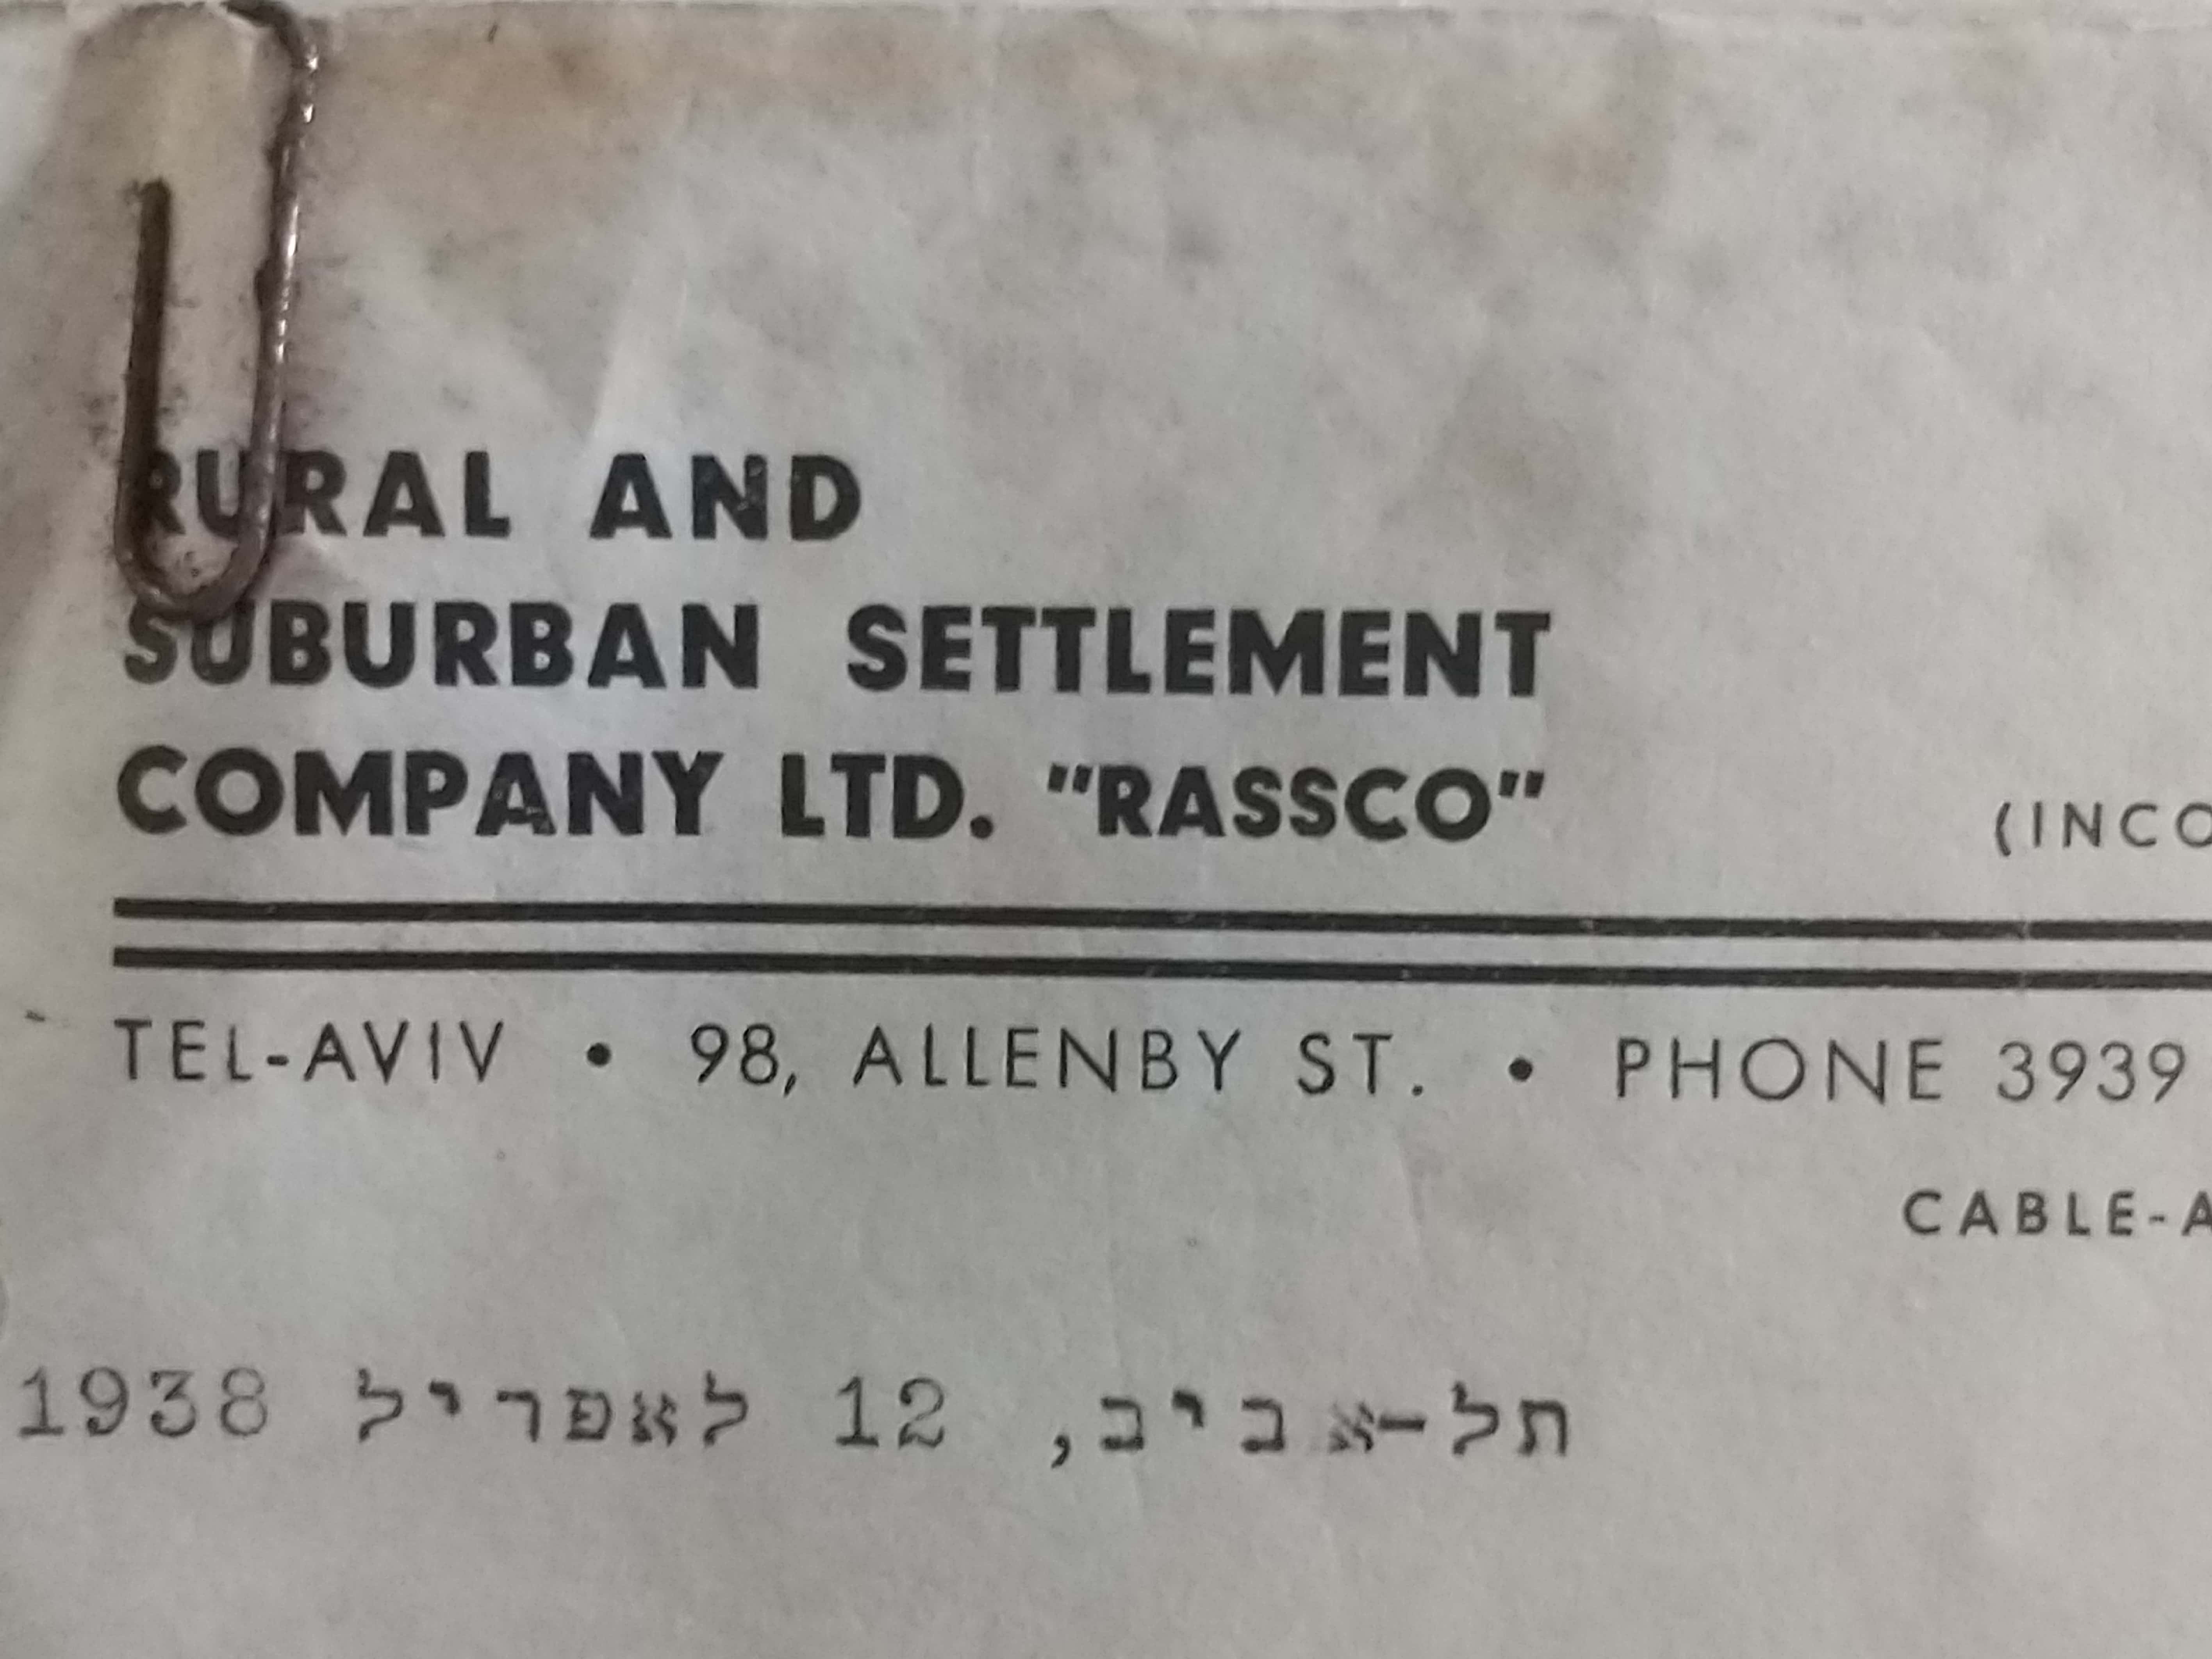 RURAL AND
SUBURBAN SETTLEMENT
COMPANY LTD. "RASSCO"
(INCO
TEL-AVIV • 98, ALLENBY ST. • PHONE 3939
CABLE-A
תל-אביב, 12 לאפריל 1938